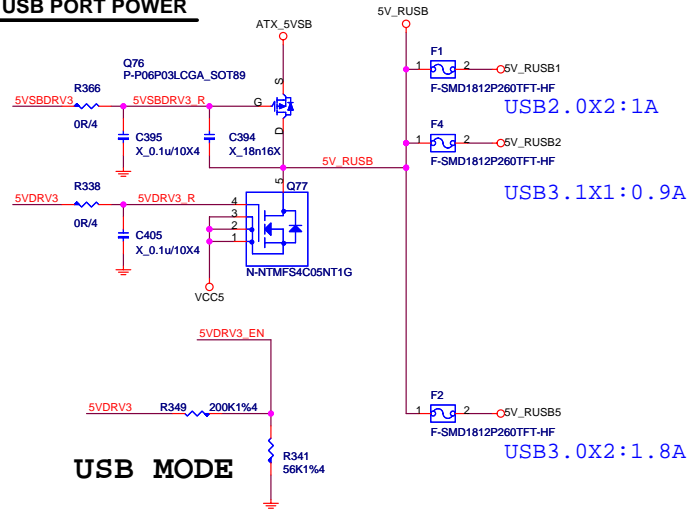 USB PORT POWER
ATX_5VSB
5V_RUSB
Q76
P-P06P03LCGA_SOT89
S
G
D
F1
1
2
5V_RUSB1
F-SMD1812P260TFT-HF
USB2.0X2:1A
5VSBDRV3
R366
0R/4
5VSBDRV3_R
C395
X_0.1u/10X4
C394
X_18n16X
F4
1
2
5V_RUSB2
F-SMD1812P260TFT-HF
USB3.1X1:0.9A
5V_RUSB
5VDRV3
R338
0R/4
5VDRV3_R
C405
X_0.1u/10X4
5
Q77
4
3
2
1
N-NTMFS4C05NT1G
VCC5
5VDRV3_EN
5VDRV3
R349
200K1%4
R341
56K1%4
USB MODE
F2
1
2
5V_RUSB5
F-SMD1812P260TFT-HF
USB3.0X2:1.8A